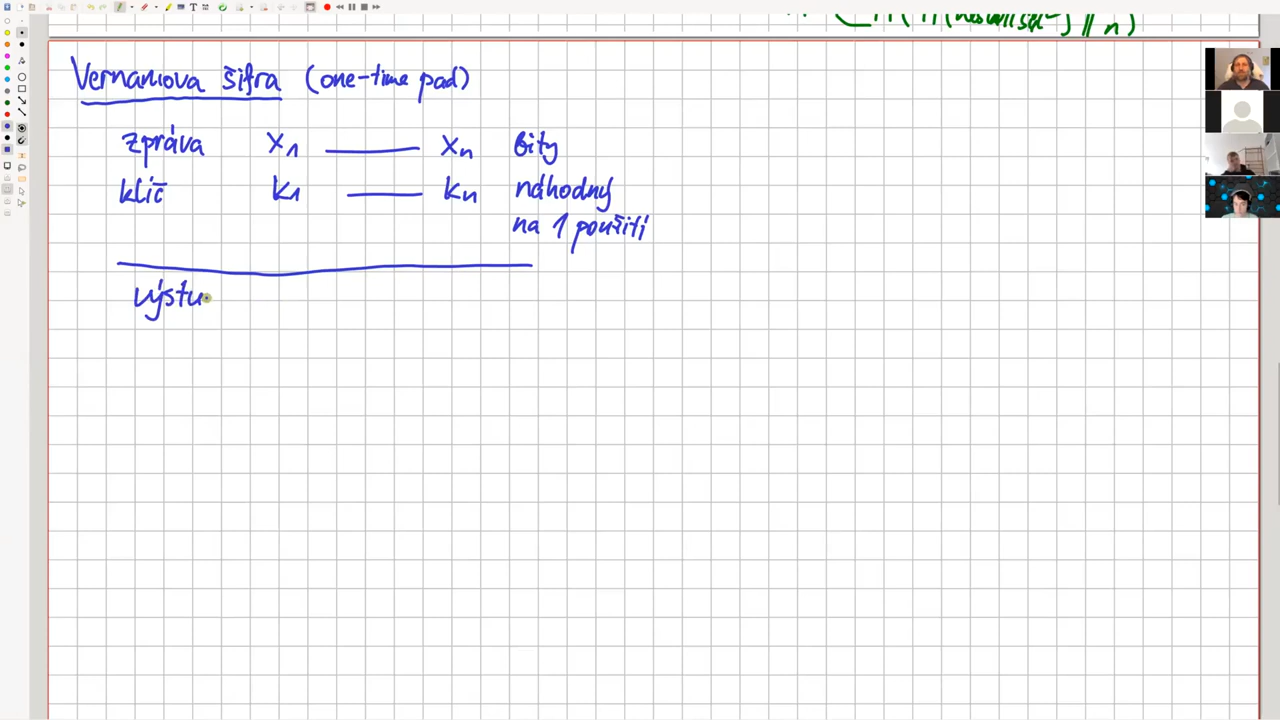 Vernamova šifra (one-time pad)
zpráva x1 — xn bity
klíč k1 — kn náhodný
na 1 použití
výstu